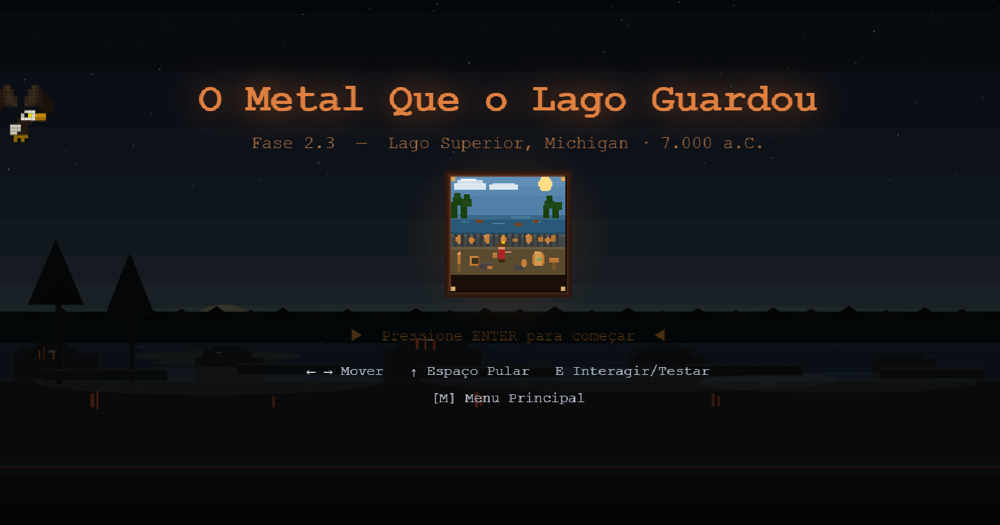 O Metal Que o Lago Guardou
Fase 2.3 — Lago Superior, Michigan · 7.000 a.C.
▶ Pressione ENTER para começar ◀
← → Mover ↑ Espaço Pular E Interagir/Testar
[M] Menu Principal